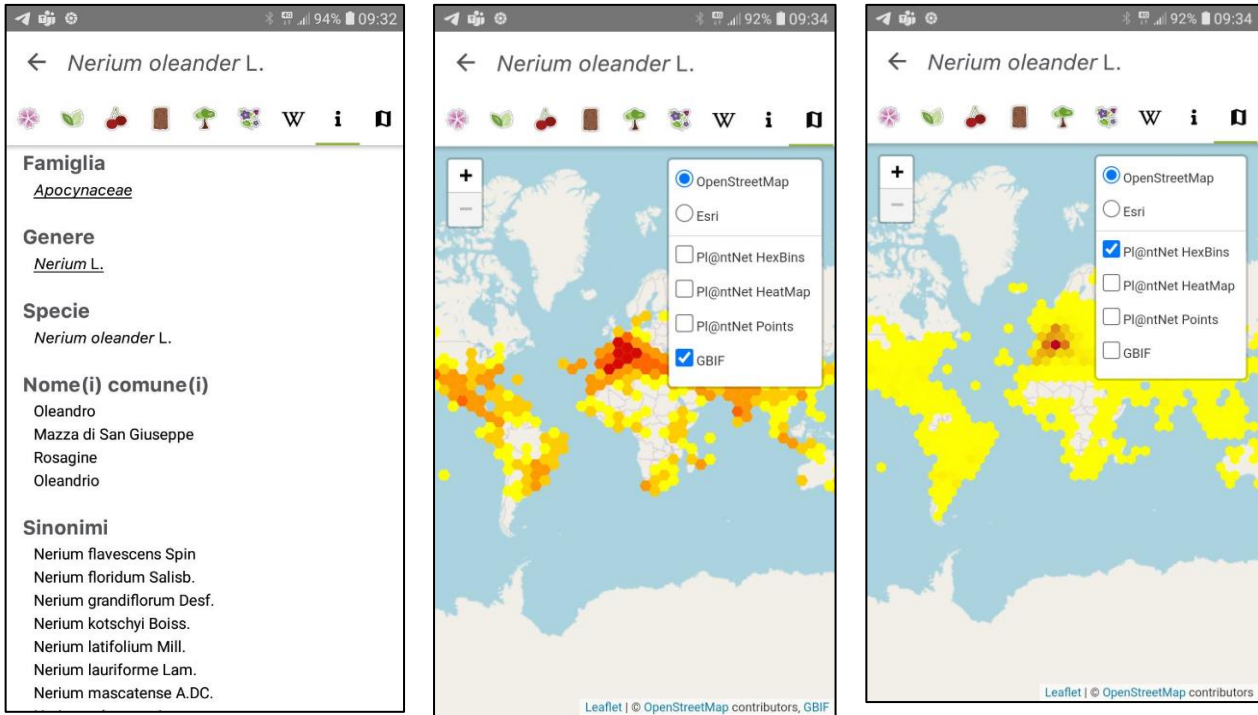 94% 09:32
Nerium oleander L.
W i
Famiglia
Apocynaceae
Genere
Nerium L.
Specie
Nerium oleander L.
Nome(i) comune(i)
Oleandro
Mazza di San Giuseppe
Rosagine
Oleandrio
Sinonimi
Nerium flavescens Spin
Nerium floridum Salisb.
Nerium grandiflorum Desf.
Nerium kotschyi Boiss.
Nerium latifolium Mill.
Nerium lauriforme Lam.
Nerium mascatense A.DC.
92% 09:34
Nerium oleander L.
W i
+
−
OpenStreetMap
Esri
Pl@ntNet HexBins
Pl@ntNet HeatMap
Pl@ntNet Points
GBIF
Leaflet | © OpenStreetMap contributors, GBIF
92% 09:34
Nerium oleander L.
W i
+
−
OpenStreetMap
Esri
Pl@ntNet HexBins
Pl@ntNet HeatMap
Pl@ntNet Points
GBIF
Leaflet | © OpenStreetMap contributors